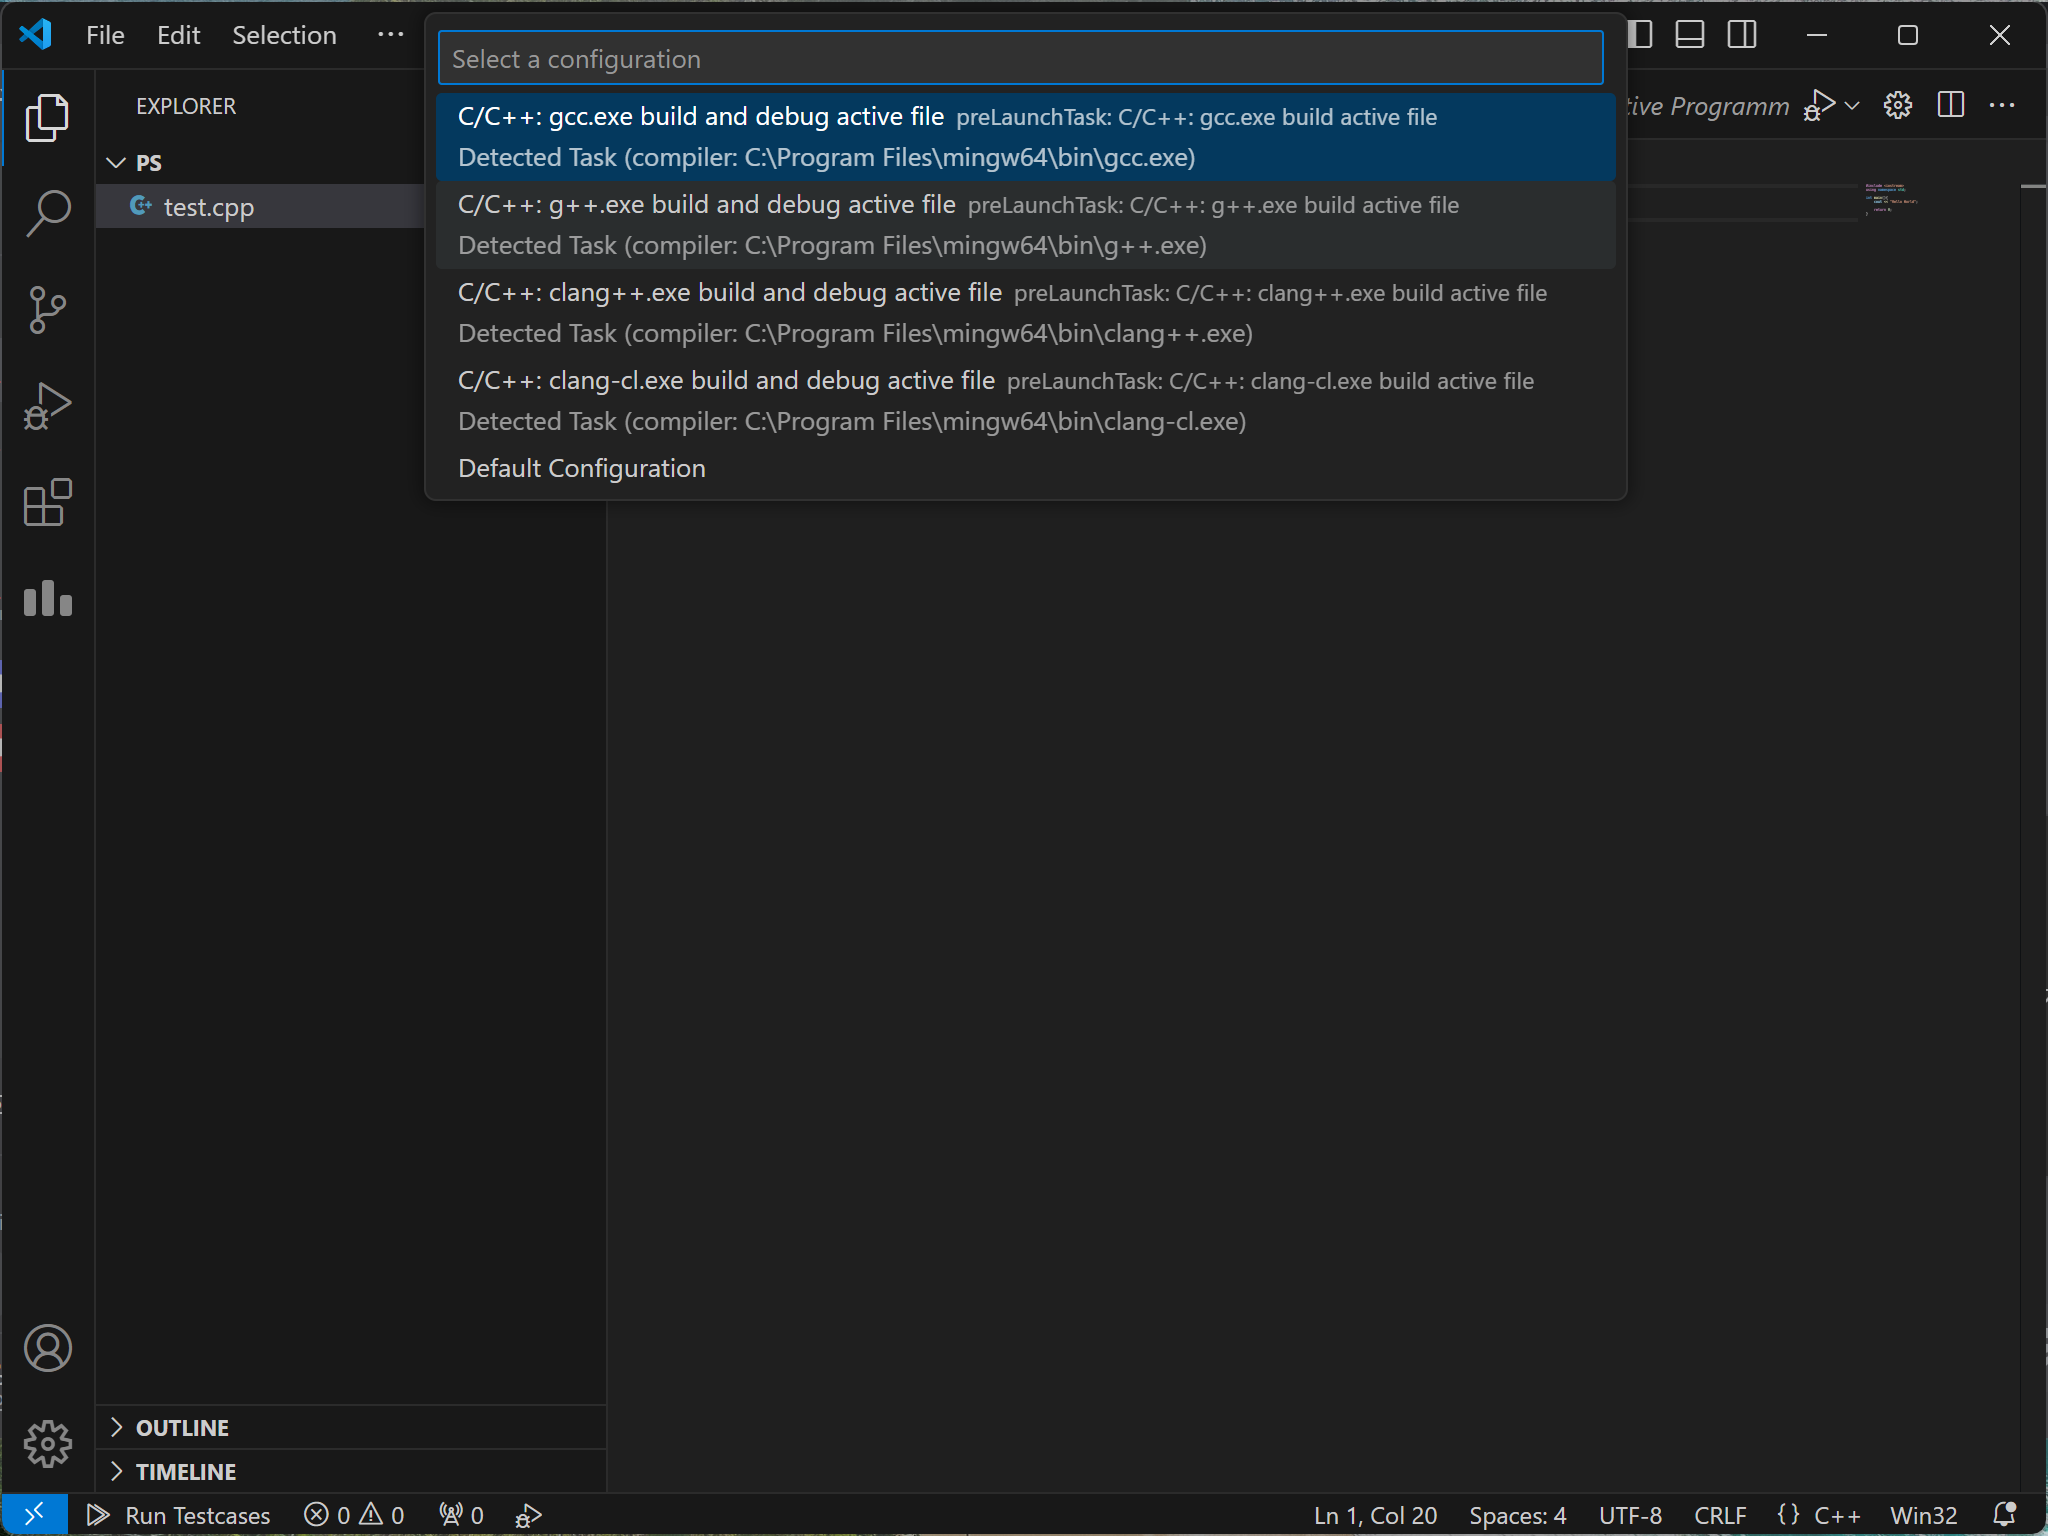 File Edit Selection ···
Select a configuration
C/C++: gcc.exe build and debug active file preLaunchTask: C/C++: gcc.exe build active file
Detected Task (compiler: C:\Program Files\mingw64\bin\gcc.exe)
C/C++: g++.exe build and debug active file preLaunchTask: C/C++: g++.exe build active file
Detected Task (compiler: C:\Program Files\mingw64\bin\g++.exe)
C/C++: clang++.exe build and debug active file preLaunchTask: C/C++: clang++.exe build active file
Detected Task (compiler: C:\Program Files\mingw64\bin\clang++.exe)
C/C++: clang-cl.exe build and debug active file preLaunchTask: C/C++: clang-cl.exe build active file
Detected Task (compiler: C:\Program Files\mingw64\bin\clang-cl.exe)
Default Configuration
tive Programm
EXPLORER
PS
test.cpp
OUTLINE
TIMELINE
Run Testcases 0 0 0
Ln 1, Col 20 Spaces: 4 UTF-8 CRLF {} C++ Win32